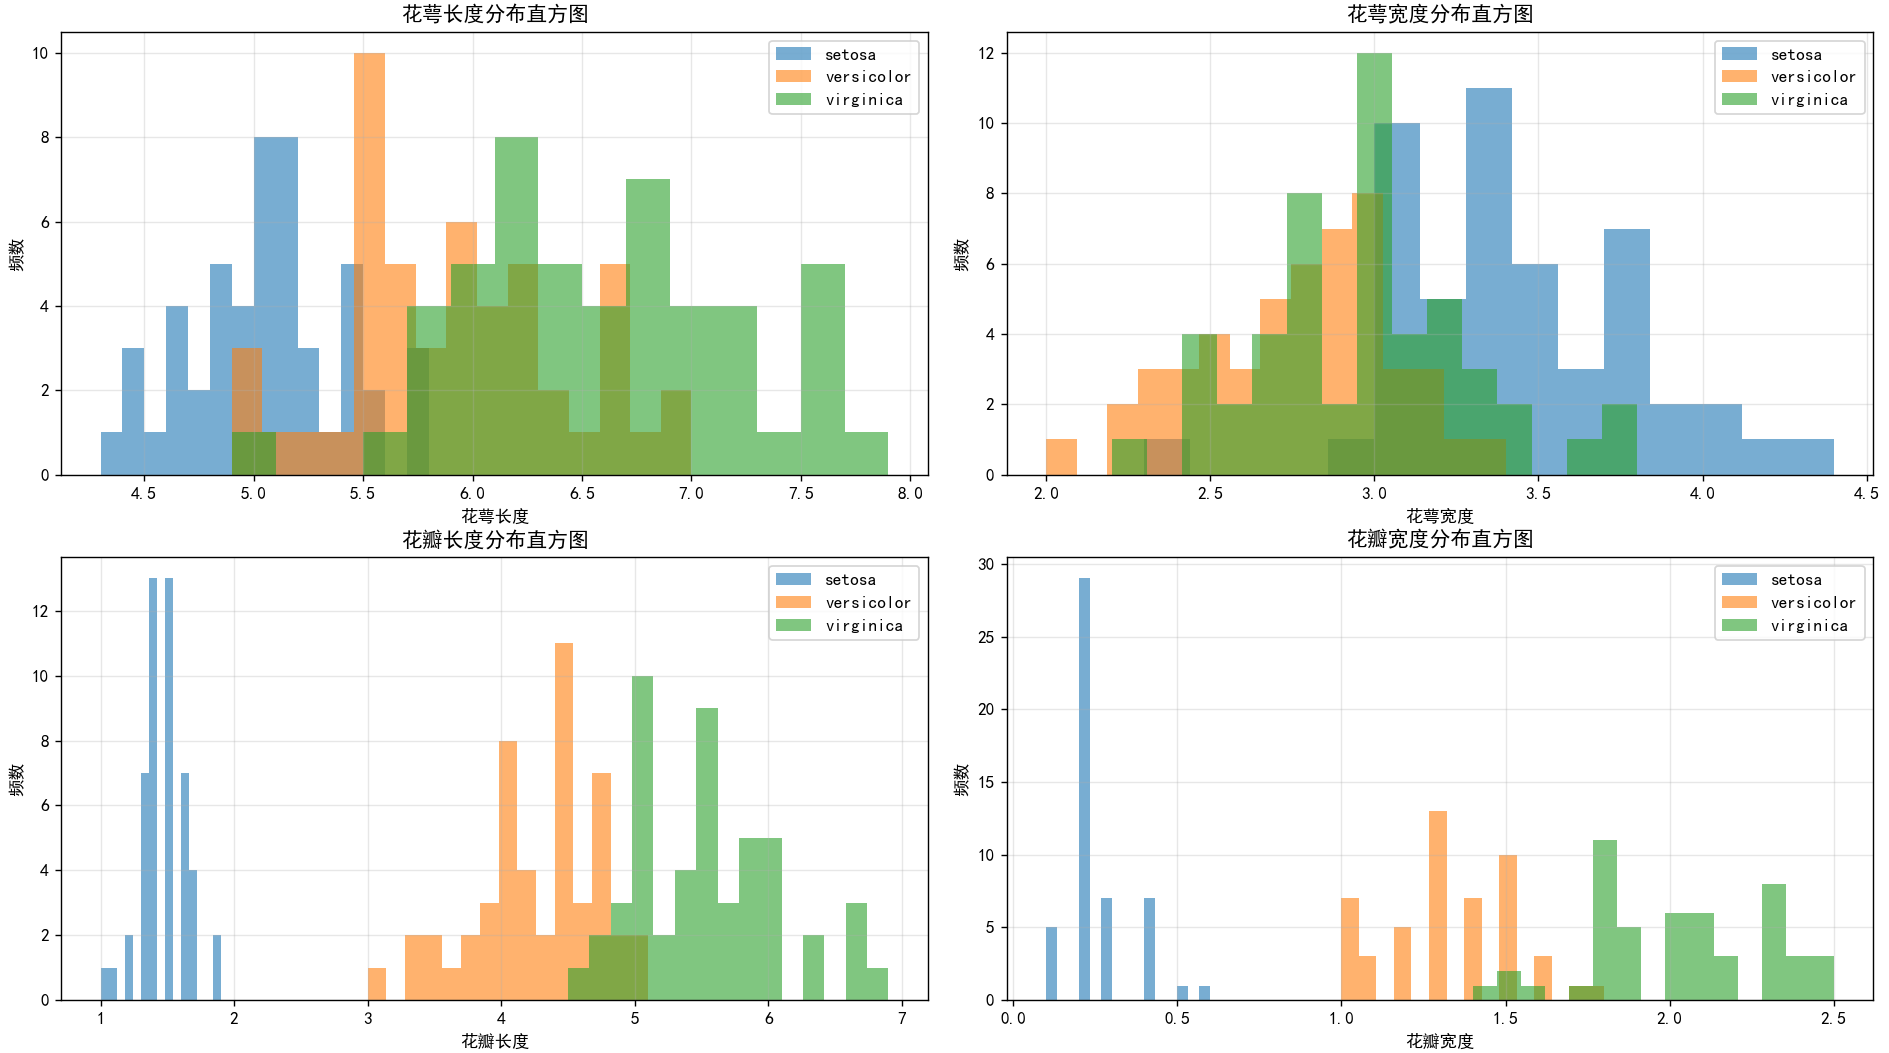 花萼长度分布直方图
频数
10
8
6
4
2
0
setosa
versicolor
virginica
4.5 5.0 5.5 6.0 6.5 7.0 7.5 8.0
花萼长度
花萼宽度分布直方图
频数
12
10
8
6
4
2
0
setosa
versicolor
virginica
2.0 2.5 3.0 3.5 4.0 4.5
花萼宽度
花瓣长度分布直方图
频数
12
10
8
6
4
2
0
setosa
versicolor
virginica
1 2 3 4 5 6 7
花瓣长度
花瓣宽度分布直方图
频数
30
25
20
15
10
5
0
setosa
versicolor
virginica
0.0 0.5 1.0 1.5 2.0 2.5
花瓣宽度